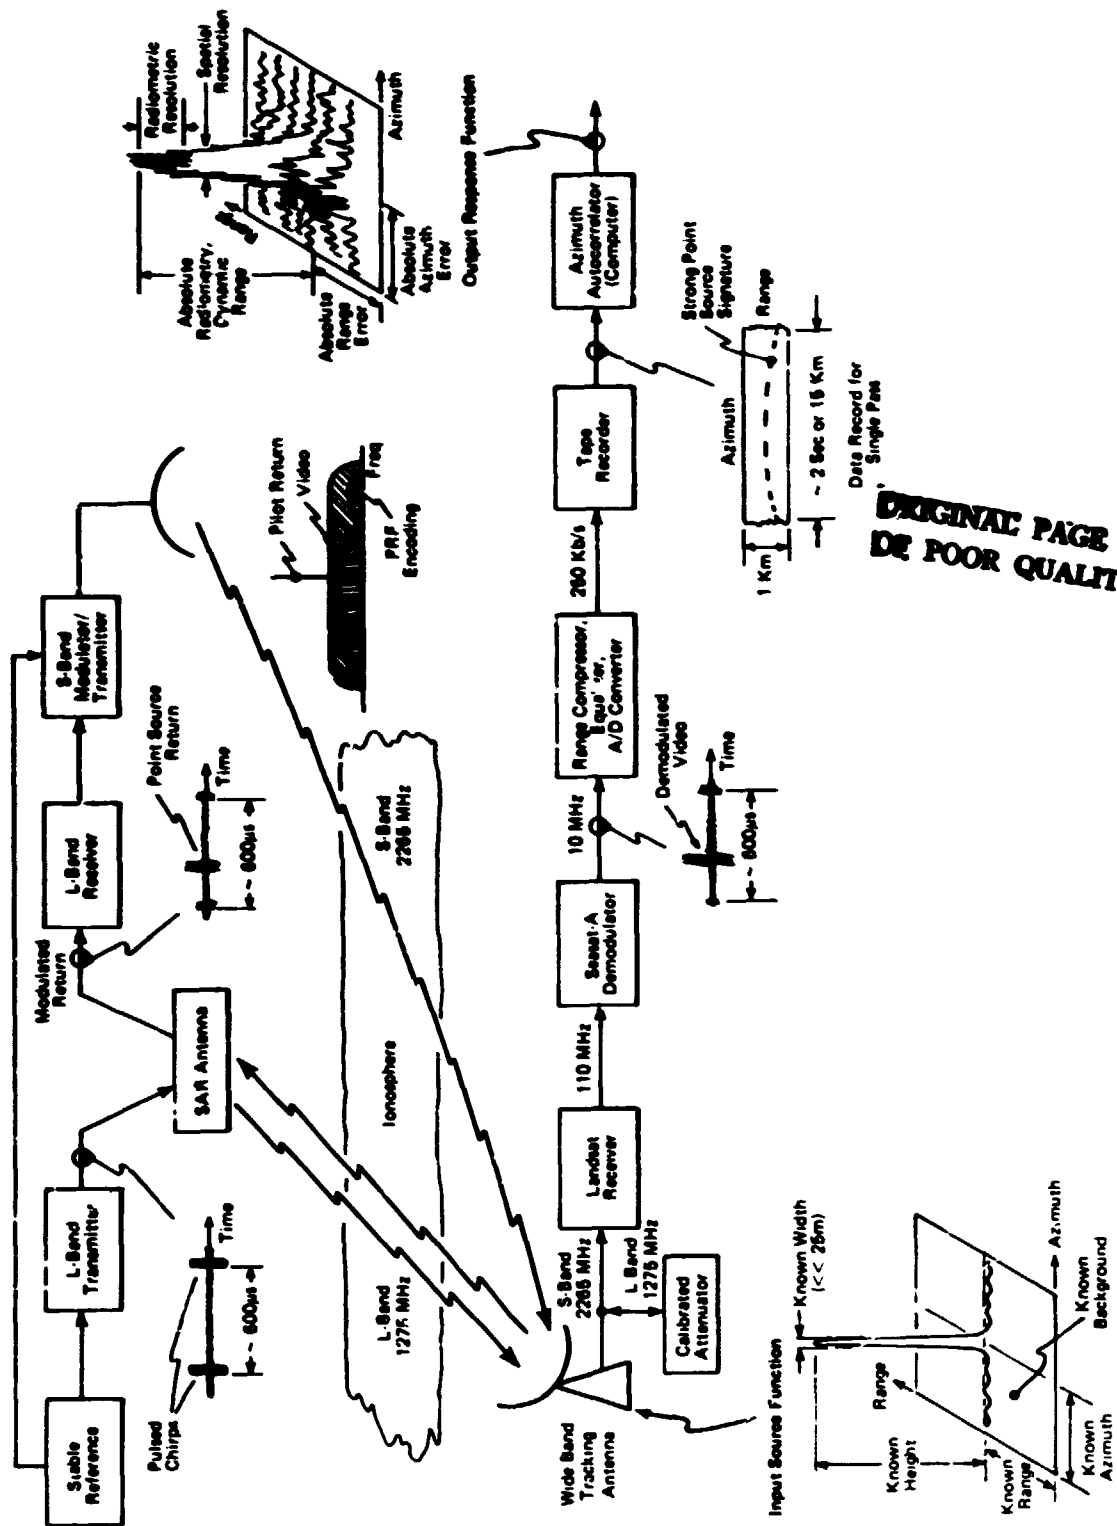 Stable
Reference
L-Band
Transmitter
SAR Antenna
Modulated
Return
L-Band
Receiver
S-Band
Modulator/
Transmitter
Pulsed
Chirps
~ 600µs
Time
Point Source
Return
~ 600µs
Time
Pilot Return
Video
Freq
PRF
Encoding
Radiometric
Resolution
Spatial
Resolution
Absolute
Radiometry,
Dynamic
Range
Absolute
Range
Error
Absolute
Azimuth
Error
Azimuth
Output Response Function
L-Band
1275 MHz
Ionosphere
S-Band
2265 MHz
Wide Band
Tracking
Antenna
S-Band
2265 MHz
L Band
1275 MHz
Calibrated
Attenuator
Landsat
Receiver
110 MHz
Seasat-A
Demodulator
10 MHz
Range Compressor,
A/D Converter
260 Kb/s
Tape
Recorder
Azimuth
Autocorrelator
(Computer)
Demodulated
Video
~ 600µs
Time
Azimuth
Strong Point
Source
Signature
Range
1 Km
~ 2 Sec or 15 Km
Data Record for
Single Pass
Input Source Function
Known Width
(<< 25m)
Known
Height
Range
Known
Range
Known
Azimuth
Azimuth
Known
Background
ORIGINAL PAGE
DE POOR QUALIT